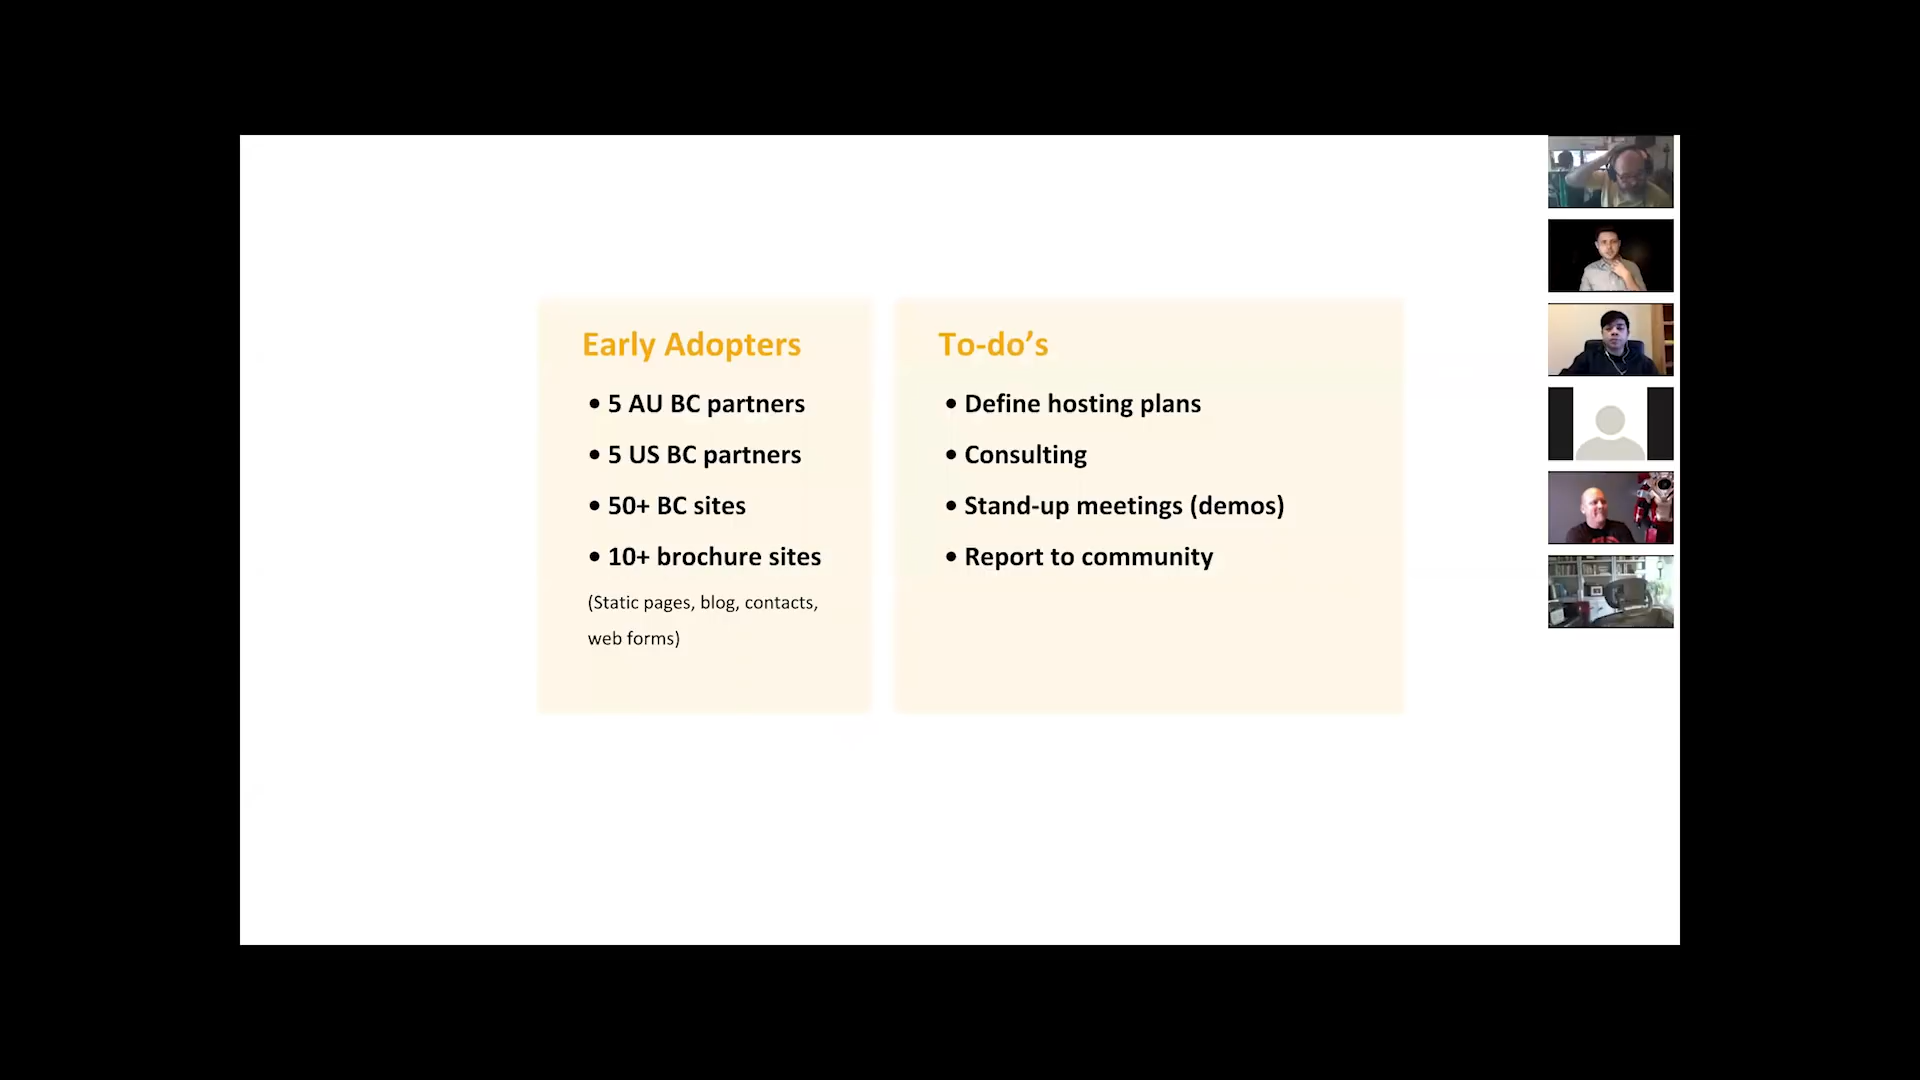 Early Adopters
• 5 AU BC partners
• 5 US BC partners
• 50+ BC sites
• 10+ brochure sites
(Static pages, blog, contacts,
web forms)
To-do’s
• Define hosting plans
• Consulting
• Stand-up meetings (demos)
• Report to community